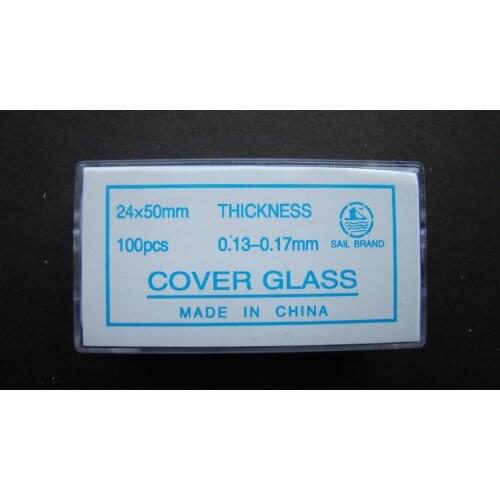 24×50mm THICKNESS
100pcs 0.13-0.17mm SAIL BRAND
COVER GLASS
MADE IN CHINA